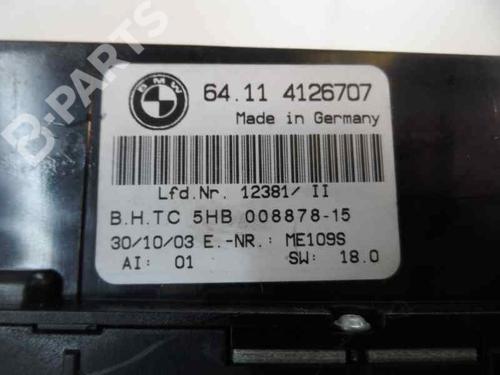 BMW
64.11 4126707
Made in Germany
Lfd.Nr. 12381/ II
B.H.TC 5HB 008878-15
30/10/03 E.-NR.: ME109S
AI: 01 SW: 18.0
B-PARTS